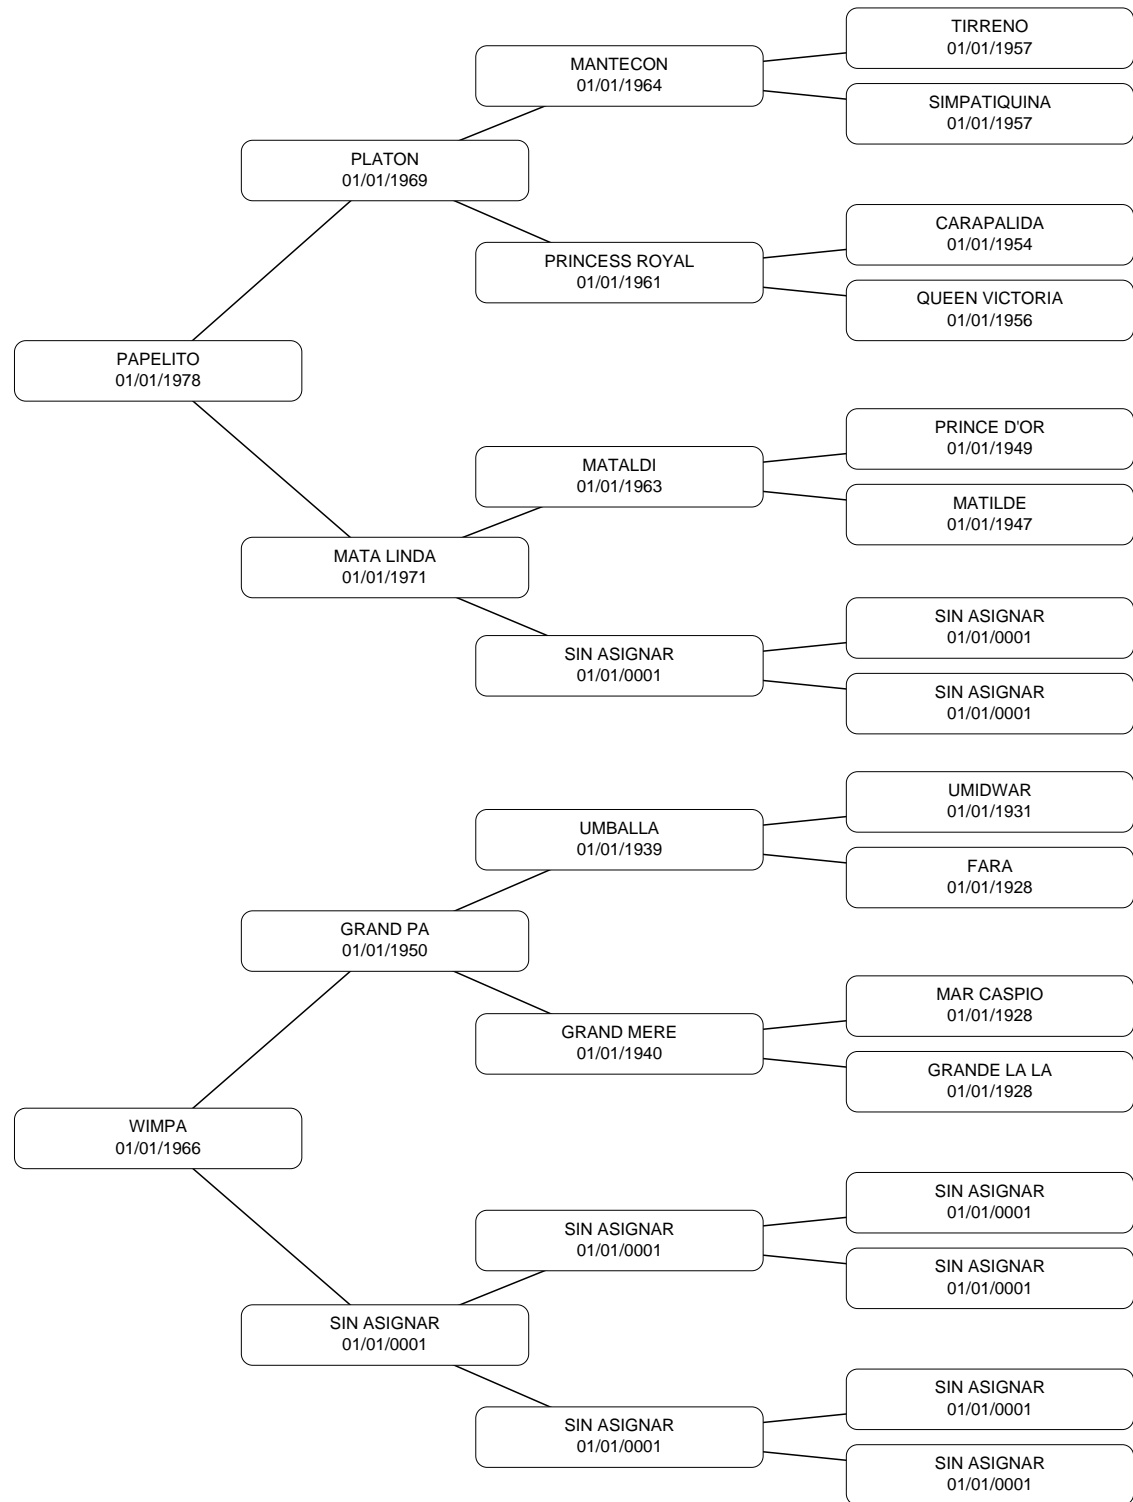 TIRRENO
01/01/1957
MANTECON
01/01/1964
SIMPATIQUINA
01/01/1957
PLATON
01/01/1969
CARAPALIDA
01/01/1954
PRINCESS ROYAL
01/01/1961
QUEEN VICTORIA
01/01/1956
PAPELITO
01/01/1978
PRINCE D'OR
01/01/1949
MATALDI
01/01/1963
MATILDE
01/01/1947
MATA LINDA
01/01/1971
SIN ASIGNAR
01/01/0001
SIN ASIGNAR
01/01/0001
SIN ASIGNAR
01/01/0001
UMIDWAR
01/01/1931
UMBALLA
01/01/1939
FARA
01/01/1928
GRAND PA
01/01/1950
MAR CASPIO
01/01/1928
GRAND MERE
01/01/1940
GRANDE LA LA
01/01/1928
WIMPA
01/01/1966
SIN ASIGNAR
01/01/0001
SIN ASIGNAR
01/01/0001
SIN ASIGNAR
01/01/0001
SIN ASIGNAR
01/01/0001
SIN ASIGNAR
01/01/0001
SIN ASIGNAR
01/01/0001
SIN ASIGNAR
01/01/0001